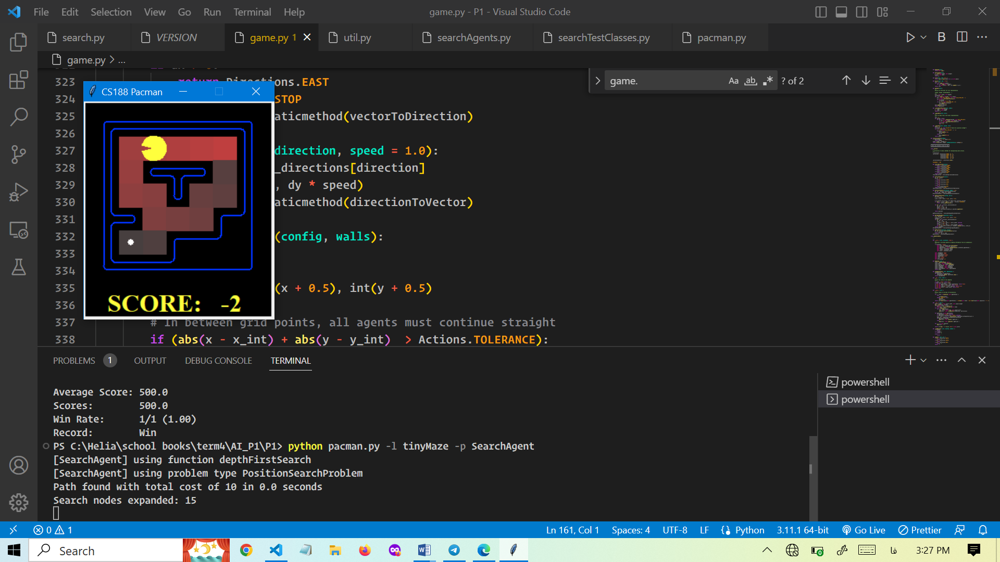 File Edit Selection View Go Run Terminal Help
game.py - P1 - Visual Studio Code
search.py
VERSION
game.py 1
util.py
searchAgents.py
searchTestClasses.py
pacman.py
B
game.py > ...
game.
Aa ab .*
? of 2
323 return Directions.EAST
324 STOP
325 aticmethod(vectorToDirection)
326
327 direction, speed = 1.0):
328 _directions[direction]
329 , dy * speed)
330 aticmethod(directionToVector)
331
332 (config, walls):
333
334
335 (x + 0.5), int(y + 0.5)
336
337 # In between grid points, all agents must continue straight
338 if (abs(x - x_int) + abs(y - y_int) > Actions.TOLERANCE):
CS188 Pacman
SCORE: -2
PROBLEMS 1 OUTPUT DEBUG CONSOLE TERMINAL
Average Score: 500.0
Scores: 500.0
Win Rate: 1/1 (1.00)
Record: Win
PS C:\Helia\school books\term4\AI_P1\P1> python pacman.py -l tinyMaze -p SearchAgent
[SearchAgent] using function depthFirstSearch
[SearchAgent] using problem type PositionSearchProblem
Path found with total cost of 10 in 0.0 seconds
Search nodes expanded: 15
powershell
powershell
0 1
Ln 161, Col 1 Spaces: 4 UTF-8 LF Python 3.11.1 64-bit Go Live Prettier
Search
فا
3:27 PM